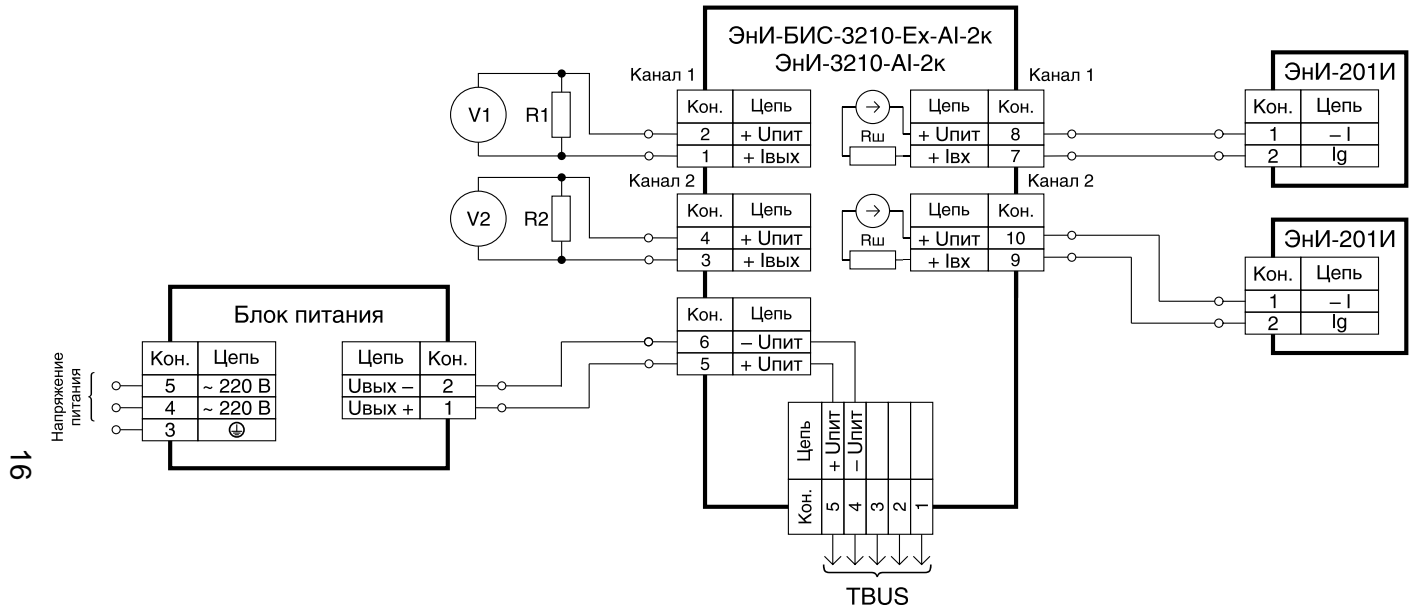 ЭнИ-БИС-3210-Ex-AI-2к
ЭнИ-3210-AI-2к
Канал 1
Кон. Цепь
2 + Uпит
1 + Iвых
V1
R1
Канал 2
Кон. Цепь
4 + Uпит
3 + Iвых
V2
R2
Кон. Цепь
6 – Uпит
5 + Uпит
Канал 1
Цепь Кон.
+ Uпит 8
+ Iвх 7
Rш
Канал 2
Цепь Кон.
+ Uпит 10
+ Iвх 9
Rш
ЭнИ-201И
Кон. Цепь
1 – I
2 Ig
ЭнИ-201И
Кон. Цепь
1 – I
2 Ig
Блок питания
Кон. Цепь
5 ~ 220 В
4 ~ 220 В
3
Цепь Кон.
Uвых – 2
Uвых + 1
Напряжение
питания
Цепь + Uпит – Uпит
Кон. 5 4 3 2 1
TBUS
16